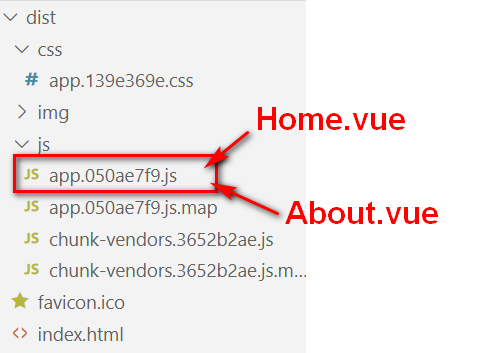 dist
css
# app.139e369e.css
img
Home.vue
js
JS app.050ae7f9.js
JS app.050ae7f9.js.map
About.vue
JS chunk-vendors.3652b2ae.js
JS chunk-vendors.3652b2ae.js.m...
favicon.ico
index.html